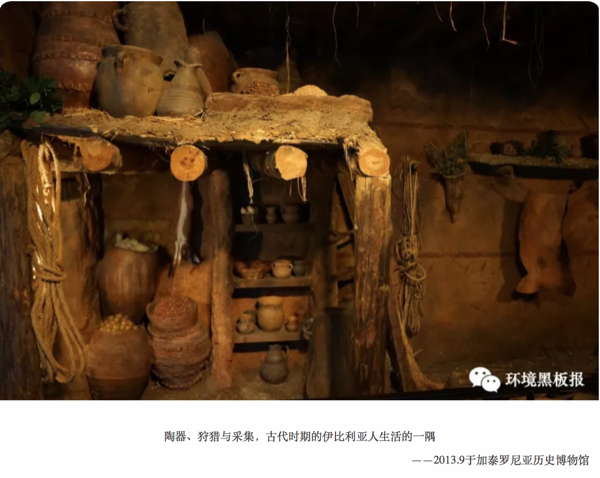 环境黑板报
陶器、狩猎与采集，古代时期的伊比利亚人生活的一隅
——2013.9于加泰罗尼亚历史博物馆